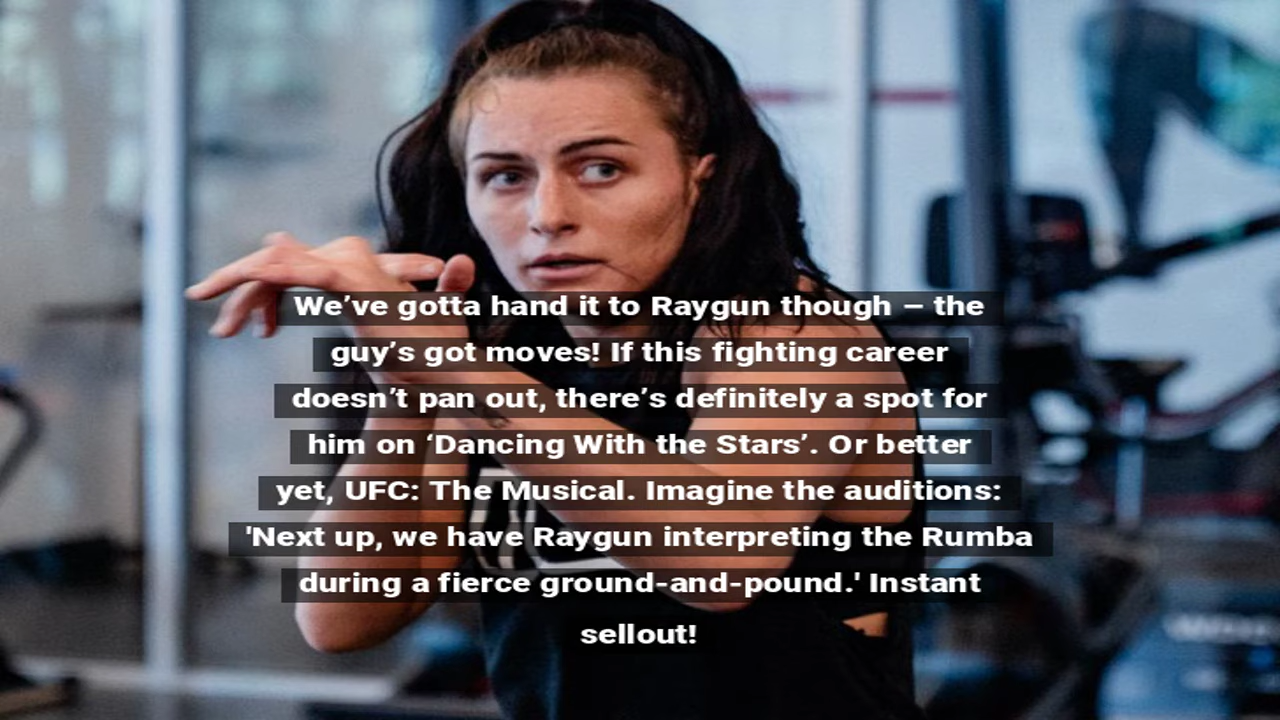 We’ve gotta hand it to Raygun though – the
guy’s got moves! If this fighting career
doesn’t pan out, there’s definitely a spot for
him on ‘Dancing With the Stars’. Or better
yet, UFC: The Musical. Imagine the auditions:
'Next up, we have Raygun interpreting the Rumba
during a fierce ground-and-pound.' Instant
sellout!